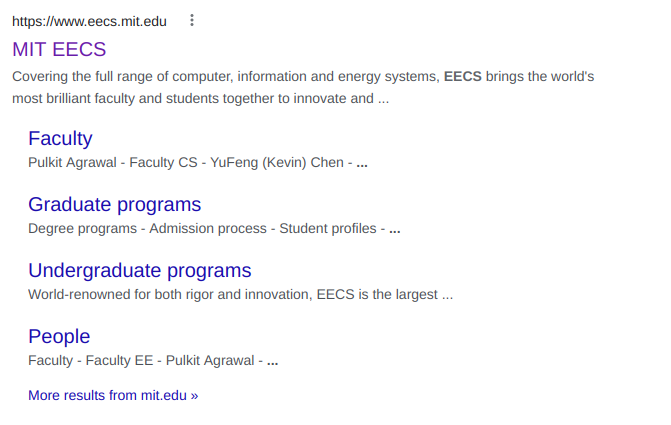 https://www.eecs.mit.edu
MIT EECS
Covering the full range of computer, information and energy systems, EECS brings the world's
most brilliant faculty and students together to innovate and ...
Faculty
Pulkit Agrawal - Faculty CS - YuFeng (Kevin) Chen - ...
Graduate programs
Degree programs - Admission process - Student profiles - ...
Undergraduate programs
World-renowned for both rigor and innovation, EECS is the largest ...
People
Faculty - Faculty EE - Pulkit Agrawal - ...
More results from mit.edu »